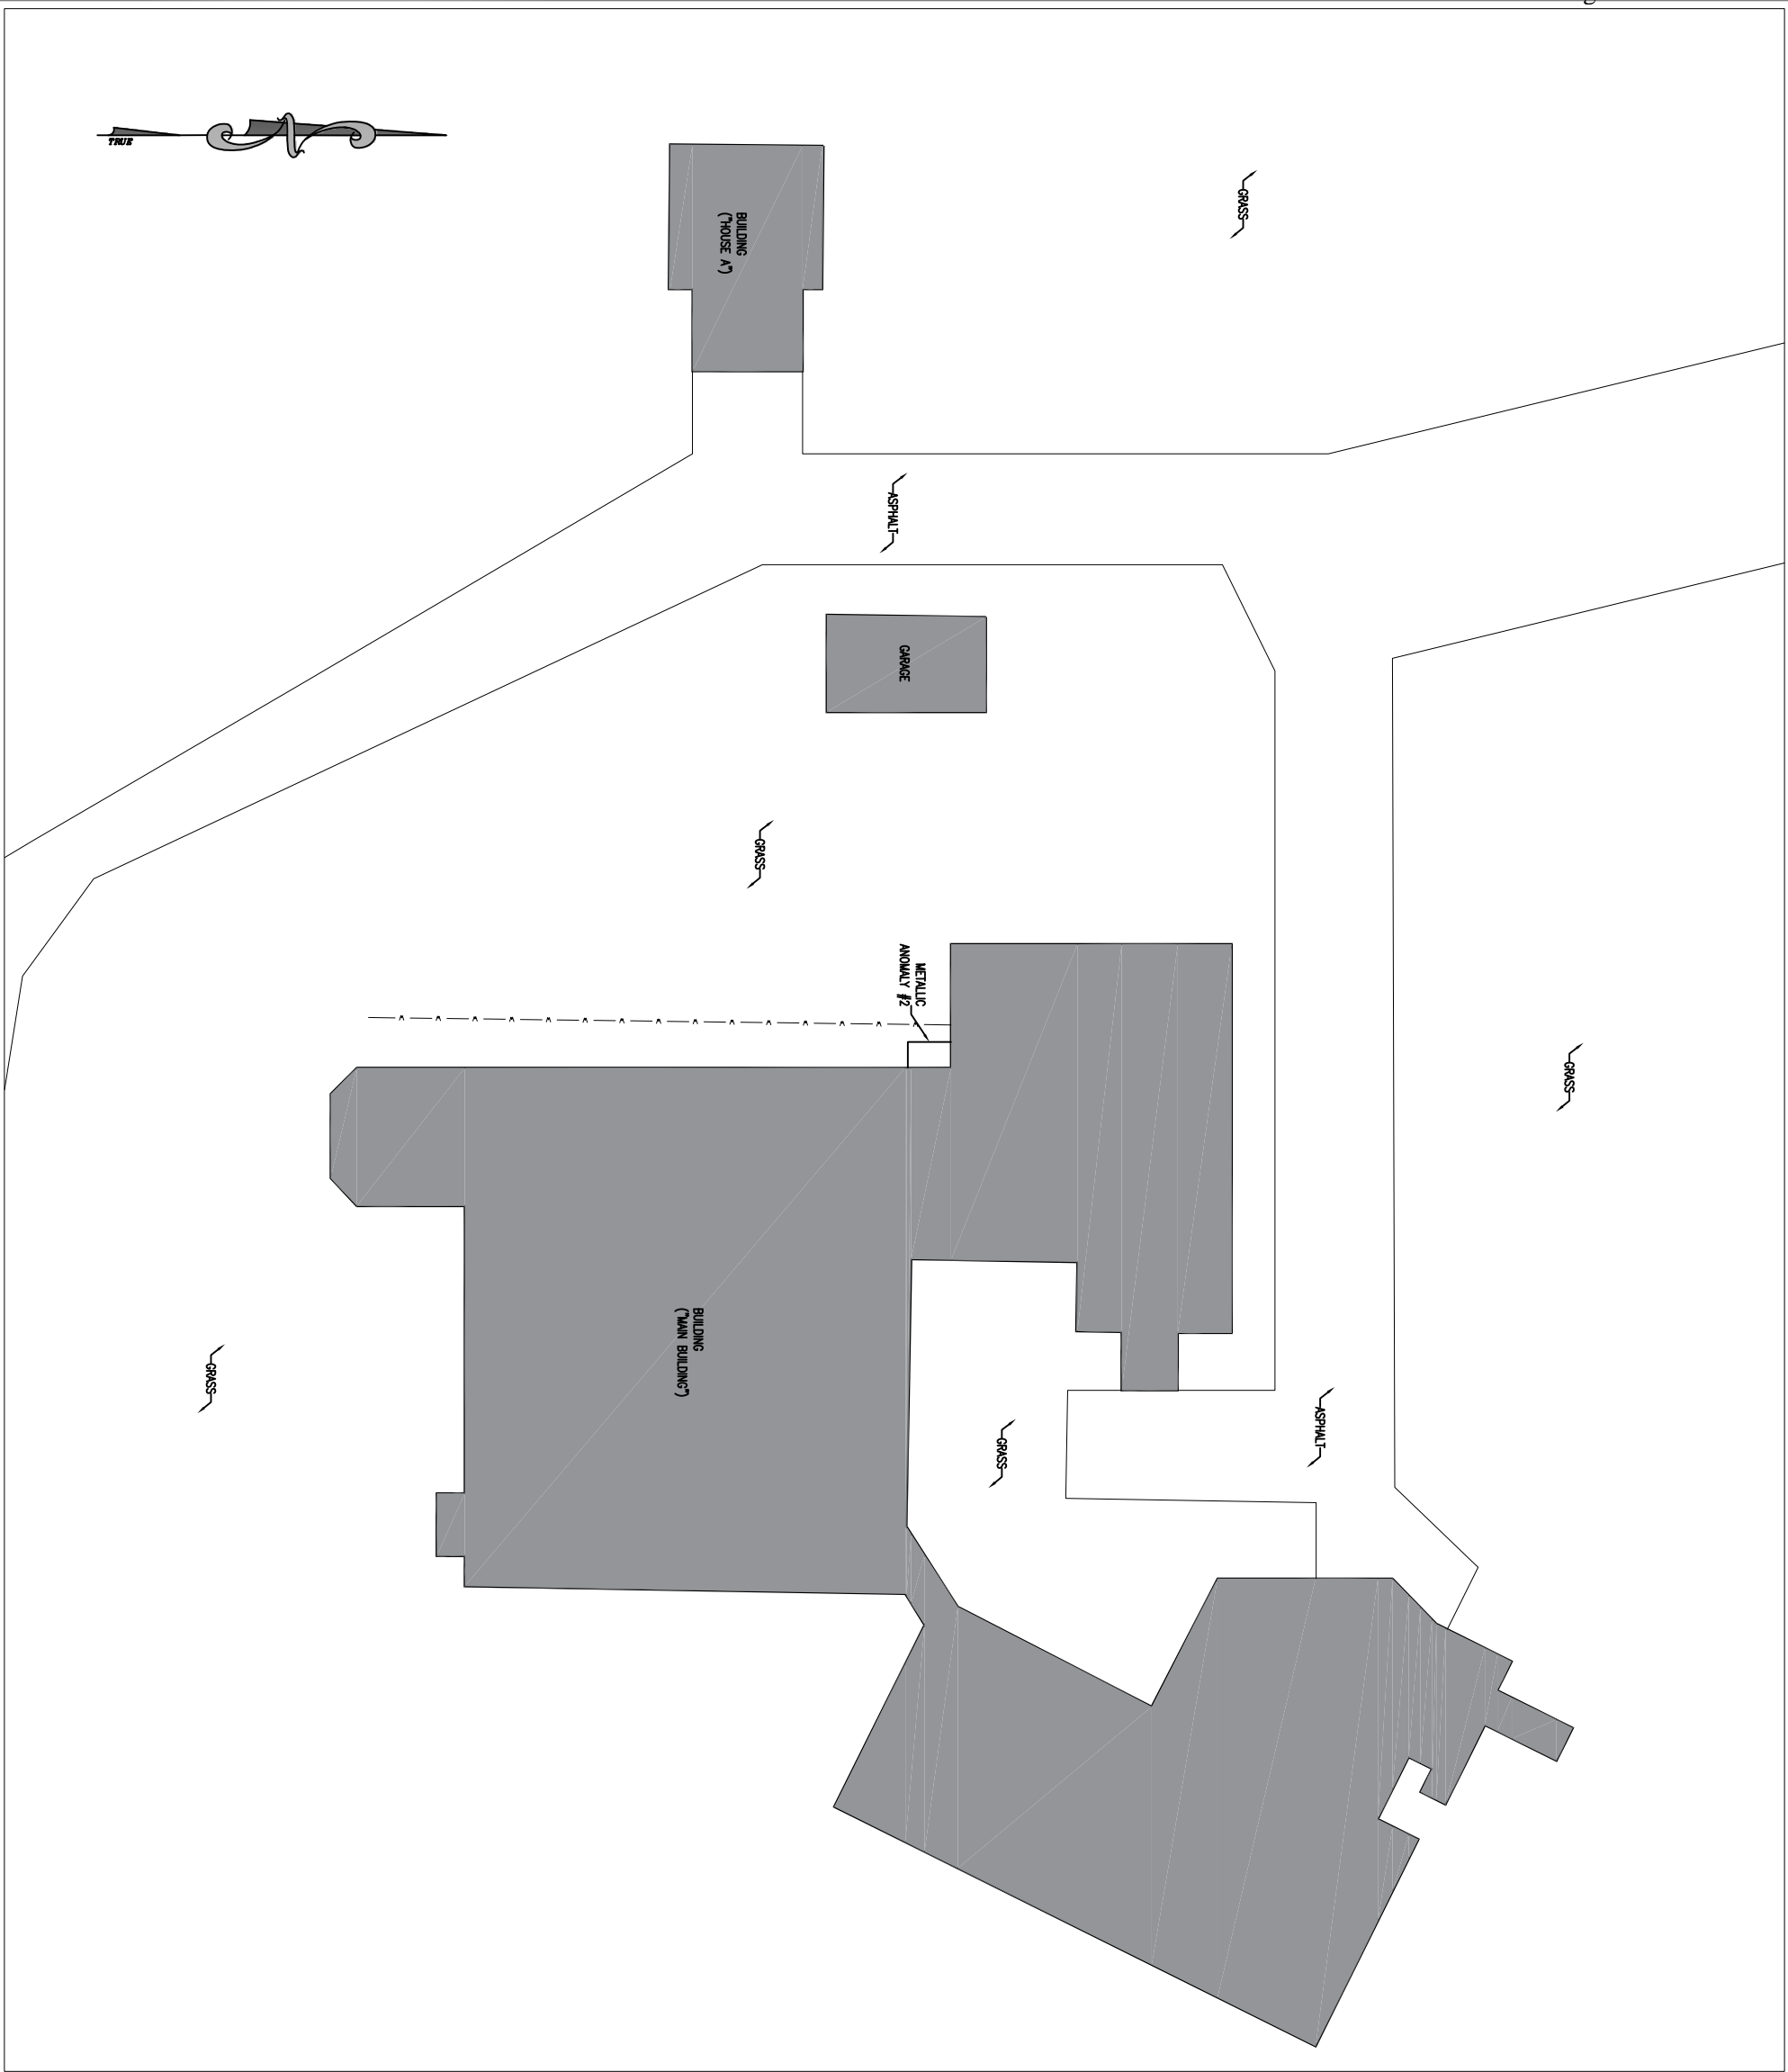 TRUE
BUILDING
("HOUSE A")
GRASS
ASPHALT
GARAGE
GRASS
METALLIC
ANOMALY #2
GRASS
BUILDING
("MAIN BUILDING")
GRASS
GRASS
ASPHALT